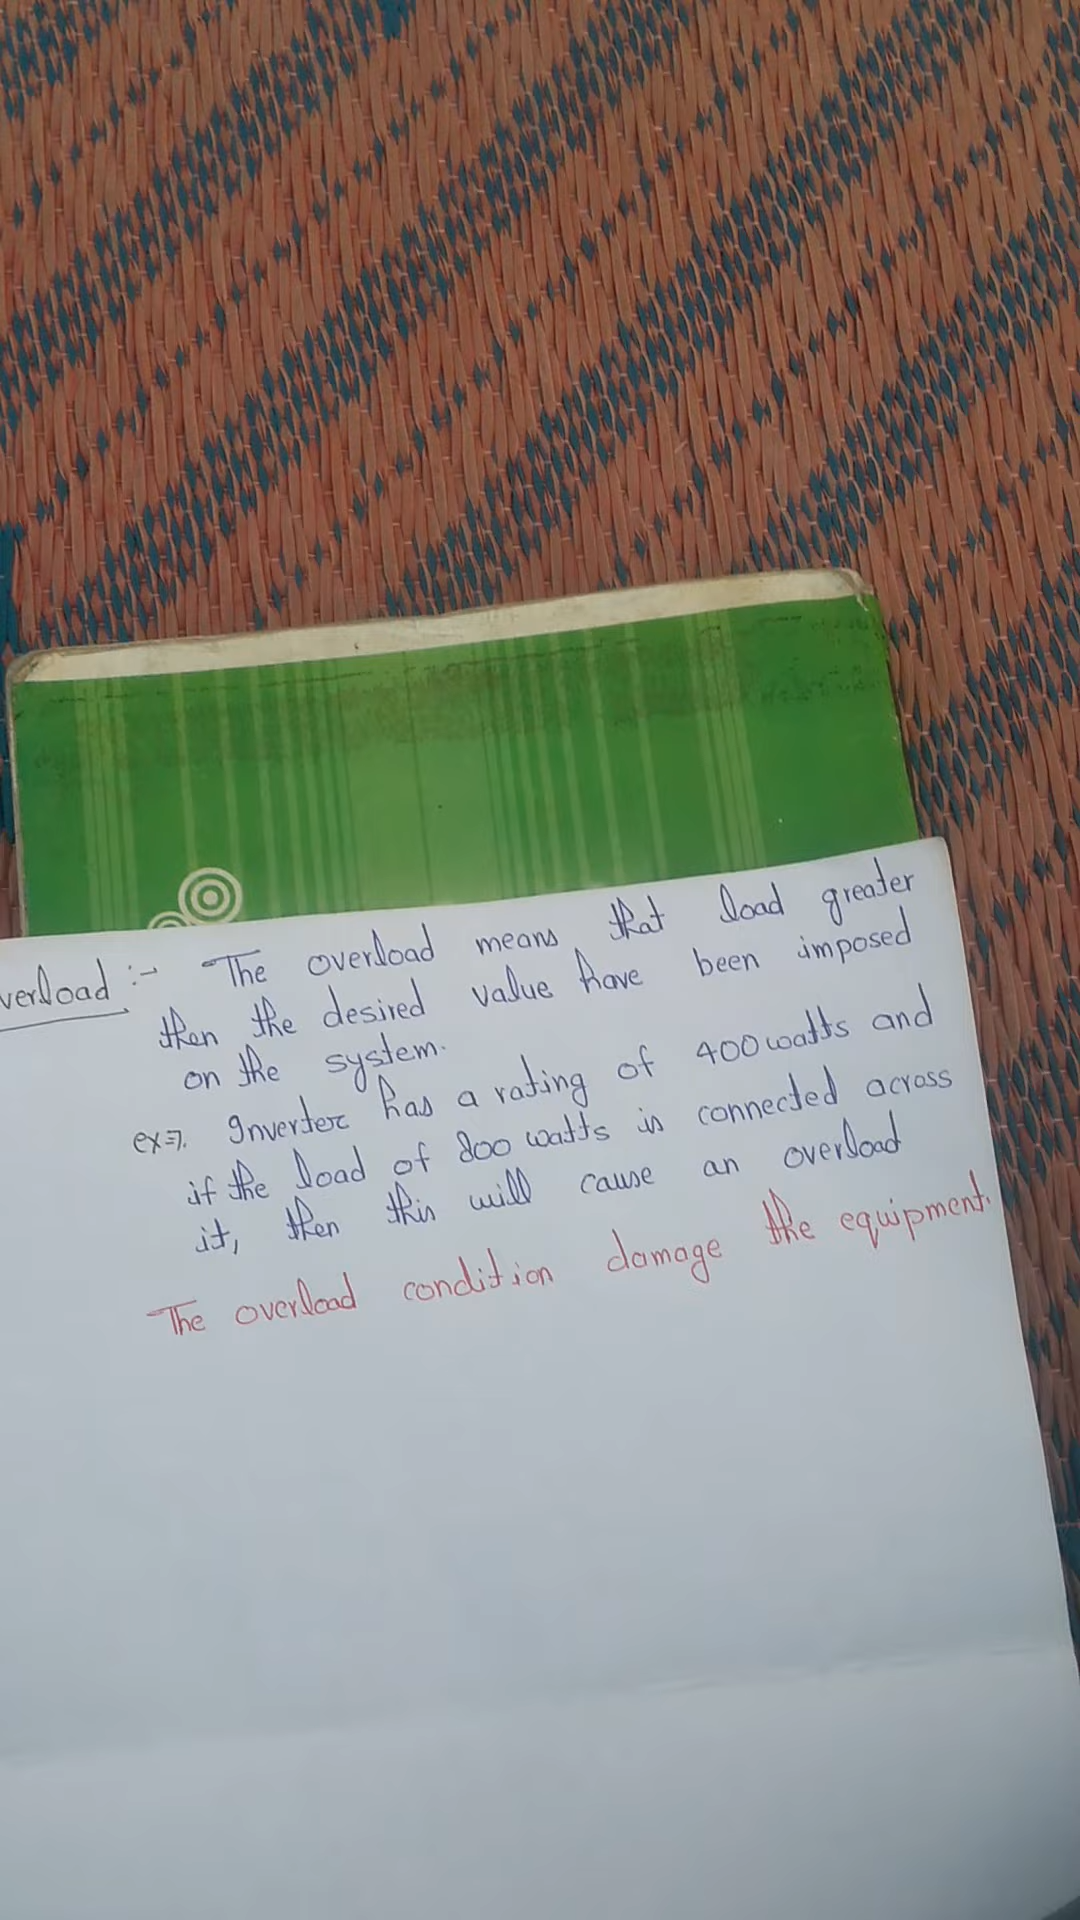 verload :- The overload means that load greater
then the desired value have been imposed
on the system.
ex⇒. Inverter has a rating of 400 watts and
if the load of 800 watts is connected across
it, then this will cause an overload
The overload condition damage the equipment.